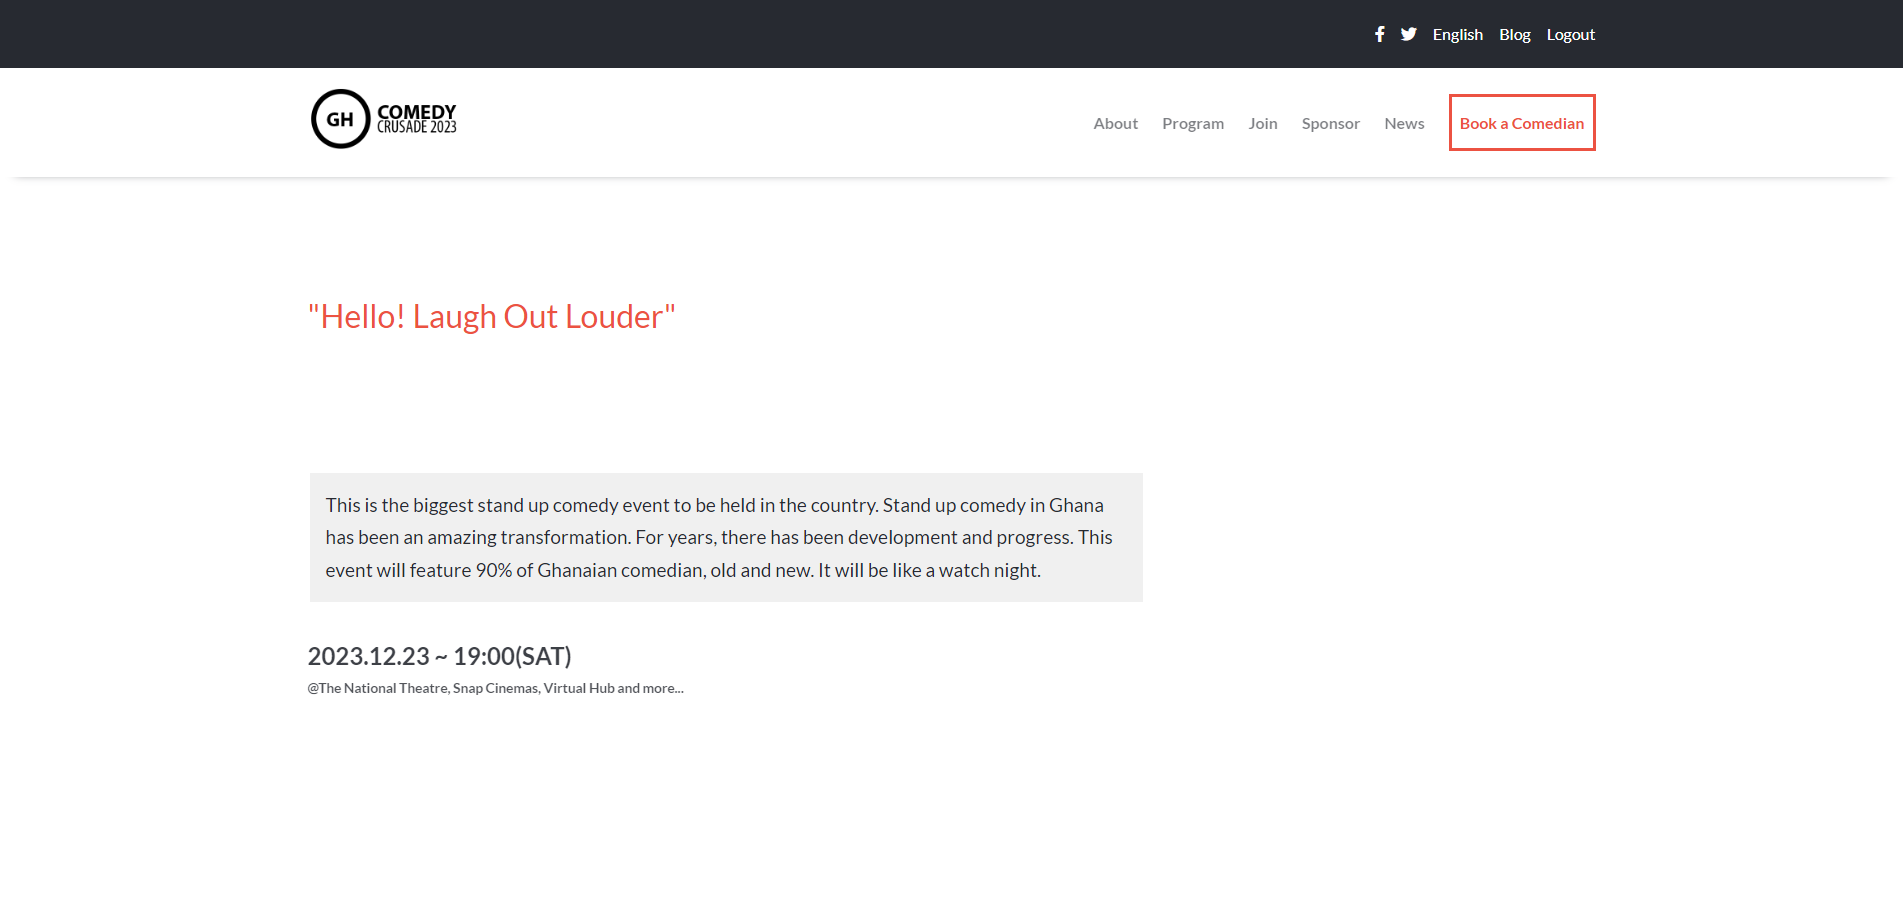 English Blog Logout
GH
COMEDY
CRUSADE 2023
About Program Join Sponsor News Book a Comedian
"Hello! Laugh Out Louder"
This is the biggest stand up comedy event to be held in the country. Stand up comedy in Ghana
has been an amazing transformation. For years, there has been development and progress. This
event will feature 90% of Ghanaian comedian, old and new. It will be like a watch night.
2023.12.23 ~ 19:00(SAT)
@The National Theatre, Snap Cinemas, Virtual Hub and more...